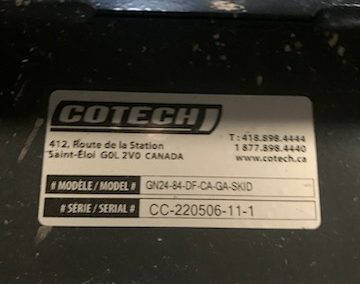 COTECH
412, Route de la Station
Saint-Éloi G0L 2V0 CANADA
T: 418.898.4444
1 877.898.4440
www.cotech.ca
# MODÈLE / MODEL # GN24-84-DF-CA-GA-SKID
# SÉRIE / SERIAL # CC-220506-11-1